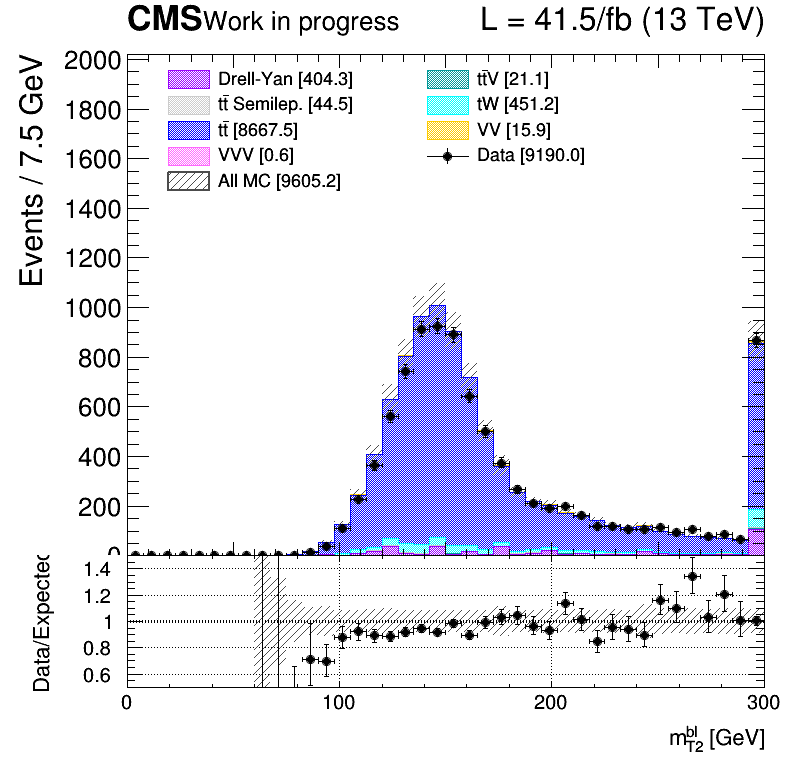 CMS Work in progress L = 41.5/fb (13 TeV)
Events / 7.5 GeV
2000
1800
1600
1400
1200
1000
800
600
400
200
0
Drell-Yan [404.3]
tt̄ Semilep. [44.5]
tt̄ [8667.5]
VVV [0.6]
All MC [9605.2]
tt̄V [21.1]
tW [451.2]
VV [15.9]
Data [9190.0]
Data/Expected
1.4
1.2
1
0.8
0.6
0 100 200 300
m_{T2}^{bl} [GeV]